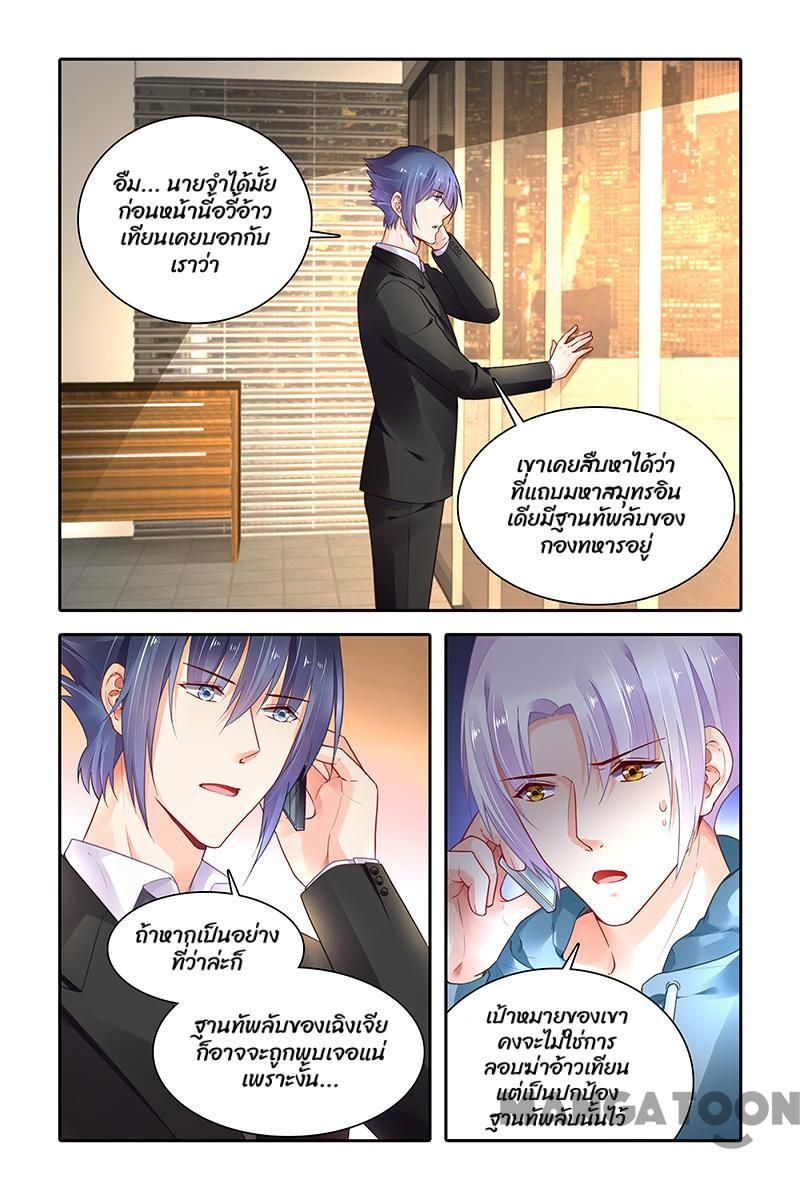 อืม... นายจำได้มั้ย
ก่อนหน้านี้อวี้อ้าว
เทียนเคยบอกกับ
เราว่า
เขาเคยสืบหาได้ว่า
ที่แถบมหาสมุทรอิน
เดียมีฐานทัพลับของ
กองทหารอยู่
ถ้าหากเป็นอย่าง
ที่ว่าล่ะก็
ฐานทัพลับของเฉิงเจีย
ก็อาจจะถูกพบเจอแน่
เพราะงั้น...
เป้าหมายของเขา
คงจะไม่ใช่การ
ลอบฆ่าอ้าวเทียน
แต่เป็นปกป้อง
ฐานทัพลับนั้นไว้
MANGATOON